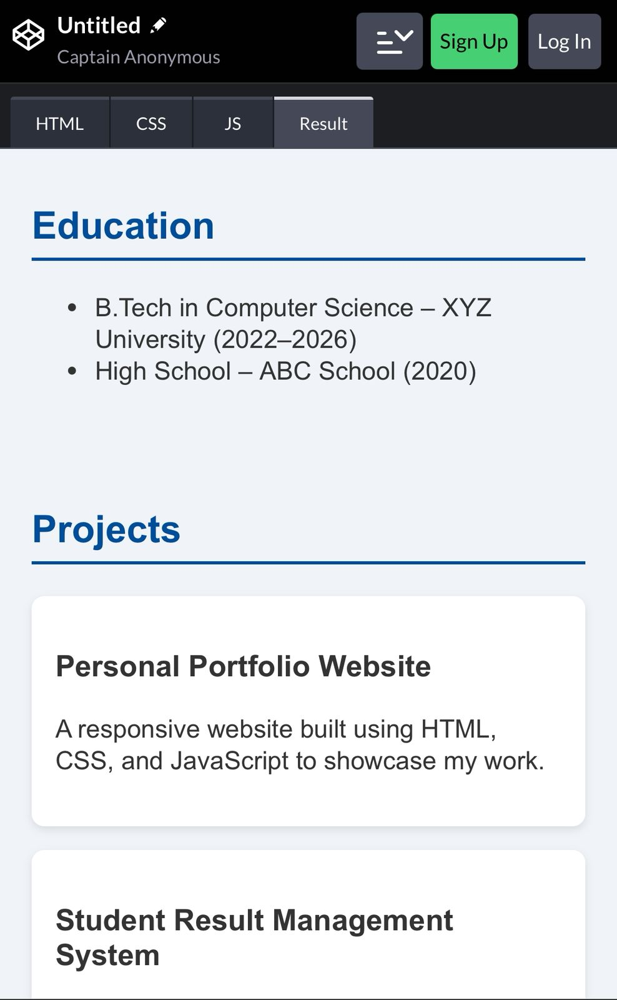 Untitled
Captain Anonymous
Sign Up
Log In
HTML
CSS
JS
Result
Education
• B.Tech in Computer Science – XYZ
University (2022–2026)
• High School – ABC School (2020)
Projects
Personal Portfolio Website
A responsive website built using HTML,
CSS, and JavaScript to showcase my work.
Student Result Management
System